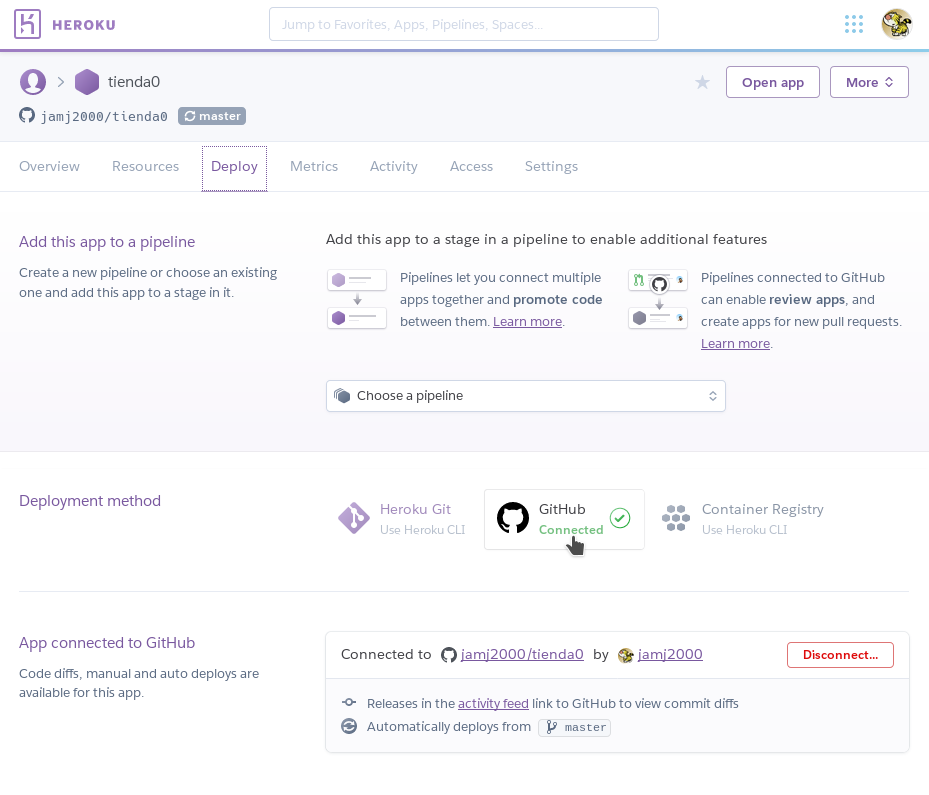 HEROKU
Jump to Favorites, Apps, Pipelines, Spaces...
tienda0
Open app
More
jamj2000/tienda0
master
Overview Resources Deploy Metrics Activity Access Settings
Add this app to a pipeline
Create a new pipeline or choose an existing
one and add this app to a stage in it.
Add this app to a stage in a pipeline to enable additional features
Pipelines let you connect multiple
apps together and promote code
between them. Learn more.
Pipelines connected to GitHub
can enable review apps, and
create apps for new pull requests.
Learn more.
Choose a pipeline
Deployment method
Heroku Git
Use Heroku CLI
GitHub
Connected
Container Registry
Use Heroku CLI
App connected to GitHub
Code diffs, manual and auto deploys are
available for this app.
Connected to jamj2000/tienda0 by jamj2000
Disconnect...
Releases in the activity feed link to GitHub to view commit diffs
Automatically deploys from master